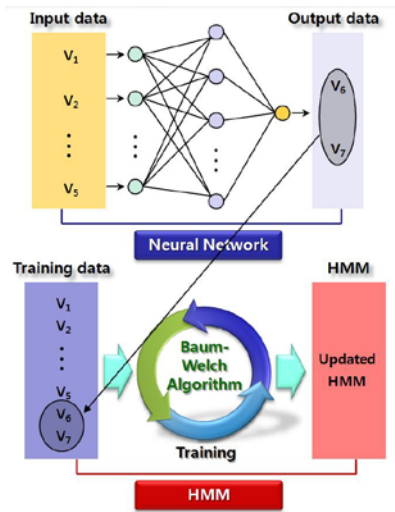 Input data
Output data
V1
V2
⋮
V5
V6
V7
Neural Network
Training data
HMM
V1
V2
⋮
V5
V6
V7
Baum-
Welch
Algorithm
Training
Updated
HMM
HMM